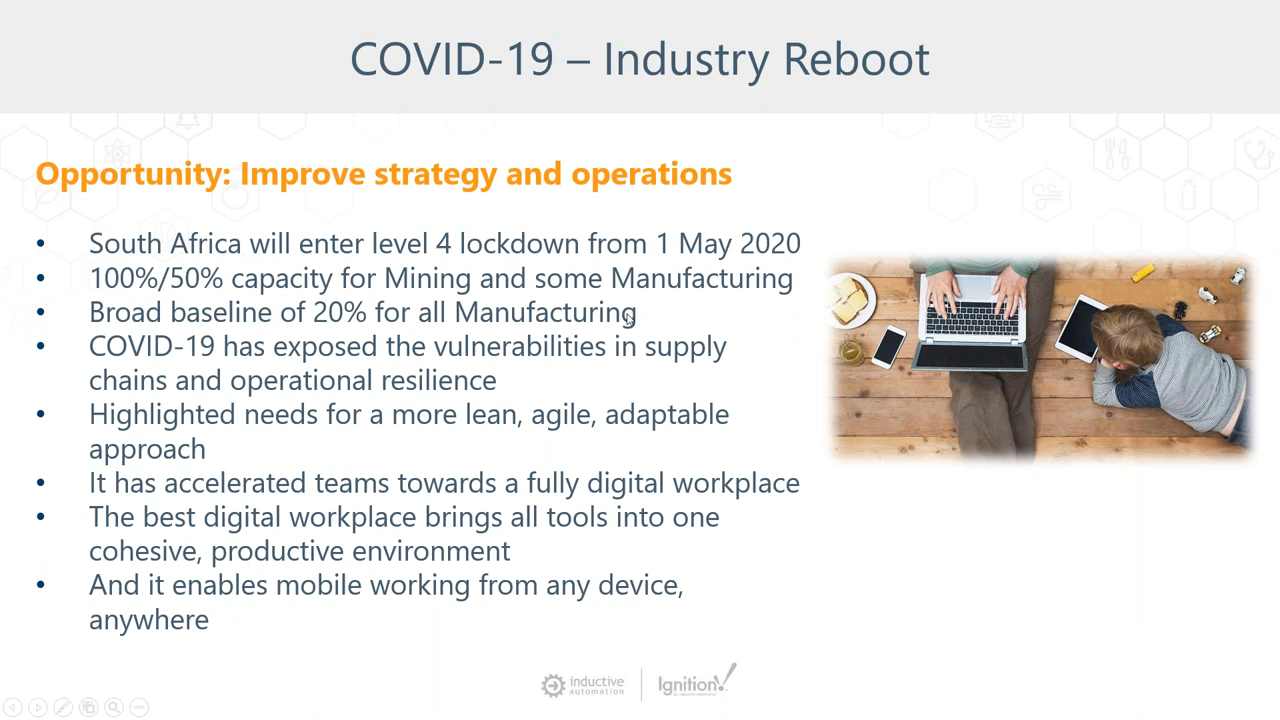 COVID-19 – Industry Reboot
Opportunity: Improve strategy and operations
• South Africa will enter level 4 lockdown from 1 May 2020
• 100%/50% capacity for Mining and some Manufacturing
• Broad baseline of 20% for all Manufacturing
• COVID-19 has exposed the vulnerabilities in supply
chains and operational resilience
• Highlighted needs for a more lean, agile, adaptable
approach
• It has accelerated teams towards a fully digital workplace
• The best digital workplace brings all tools into one
cohesive, productive environment
• And it enables mobile working from any device,
anywhere
inductive
automation
Ignition!